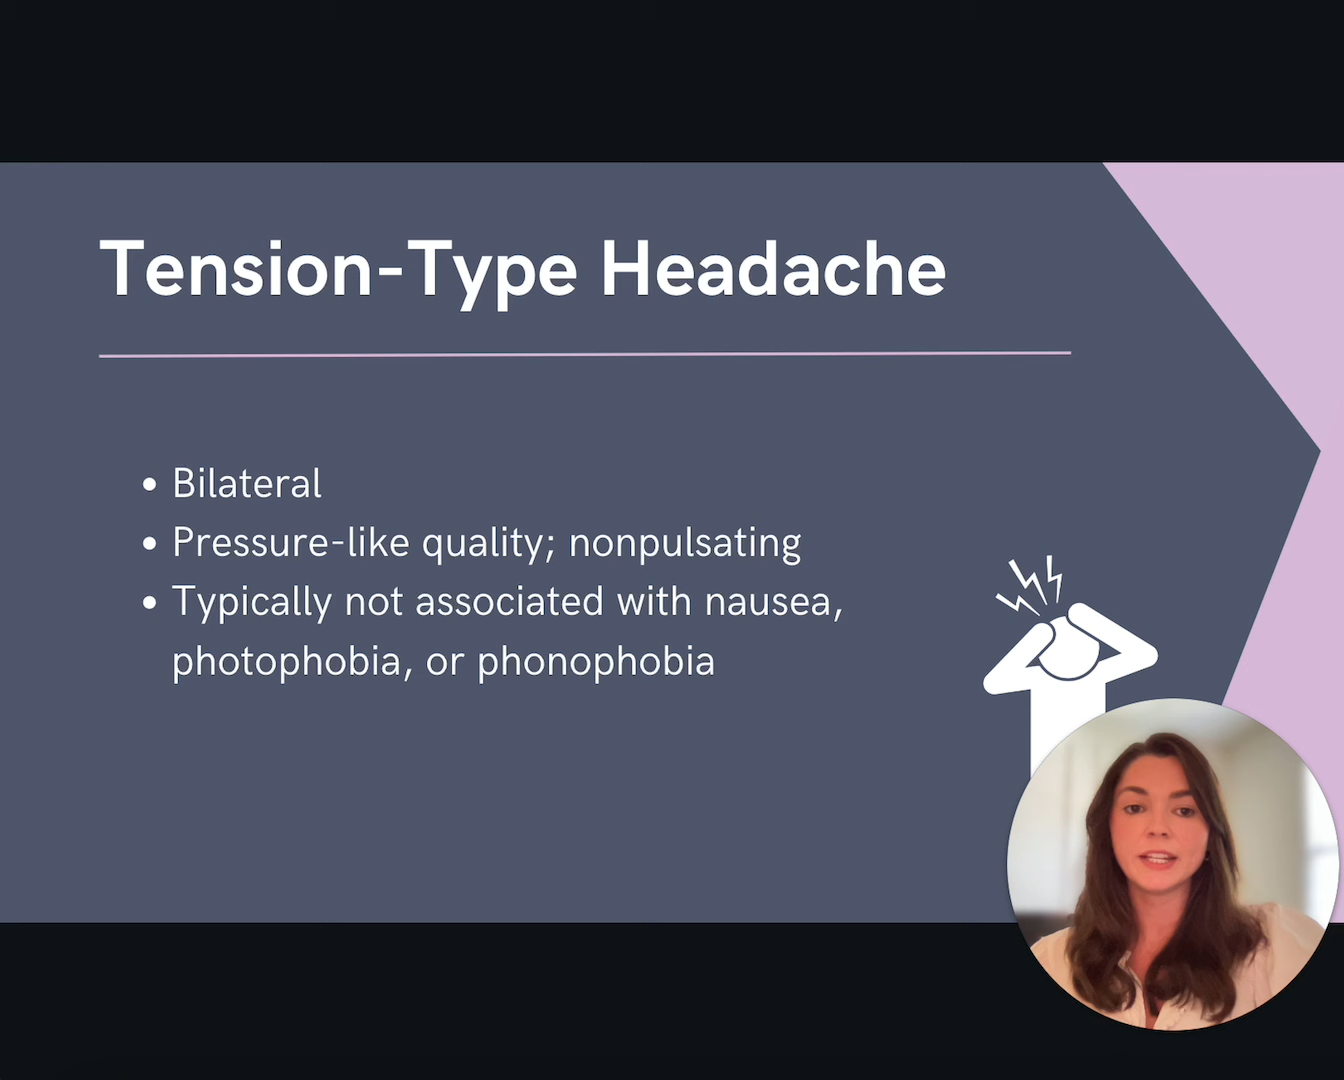 Tension-Type Headache
• Bilateral
• Pressure-like quality; nonpulsating
• Typically not associated with nausea,
photophobia, or phonophobia